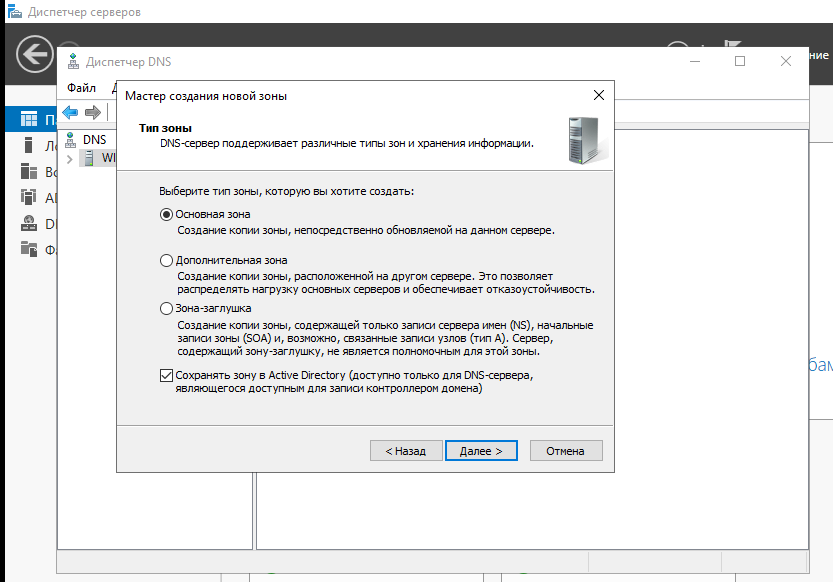 Диспетчер серверов
Диспетчер DNS
ние
Файл
Мастер создания новой зоны
Тип зоны
DNS-сервер поддерживает различные типы зон и хранения информации.
DNS
WI
Выберите тип зоны, которую вы хотите создать:
Основная зона
Создание копии зоны, непосредственно обновляемой на данном сервере.
Дополнительная зона
Создание копии зоны, расположенной на другом сервере. Это позволяет
распределять нагрузку основных серверов и обеспечивает отказоустойчивость.
Зона-заглушка
Создание копии зоны, содержащей только записи сервера имен (NS), начальные
записи зоны (SOA) и, возможно, связанные записи узлов (тип A). Сервер,
содержащий зону-заглушку, не является полномочным для этой зоны.
Сохранять зону в Active Directory (доступно только для DNS-сервера,
являющегося доступным для записи контроллером домена)
< Назад
Далее >
Отмена